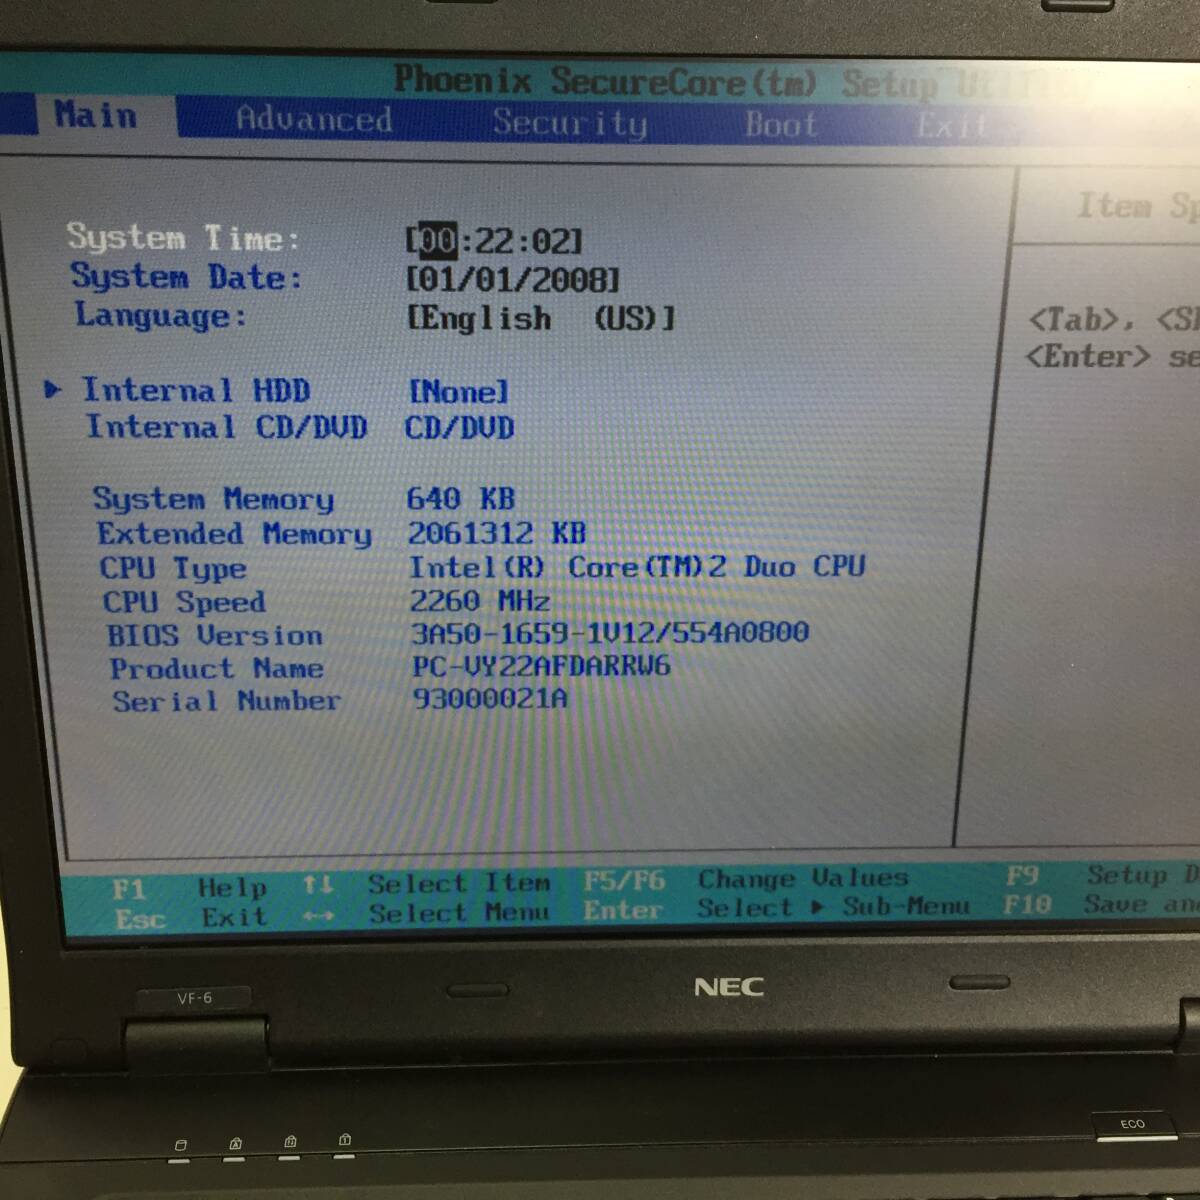 Phoenix SecureCore(tm) Setup Utility
Main Advanced Security Boot Exit
Item
System Time: [00:22:02]
System Date: [01/01/2008]
Language: [English (US)]
<Tab>,
<Enter>
Internal HDD [None]
Internal CD/DVD CD/DVD
System Memory 640 KB
Extended Memory 2061312 KB
CPU Type Intel(R) Core(TM)2 Duo CPU
CPU Speed 2260 MHz
BIOS Version 3A50-1659-1V12/554A0800
Product Name PC-VY22AFDARRW6
Serial Number 93000021A
F1 Help ↑↓ Select Item F5/F6 Change Values F9 Setup D
Esc Exit ↔ Select Menu Enter Select ▶ Sub-Menu F10 Save and
VF-6
NEC
ECO